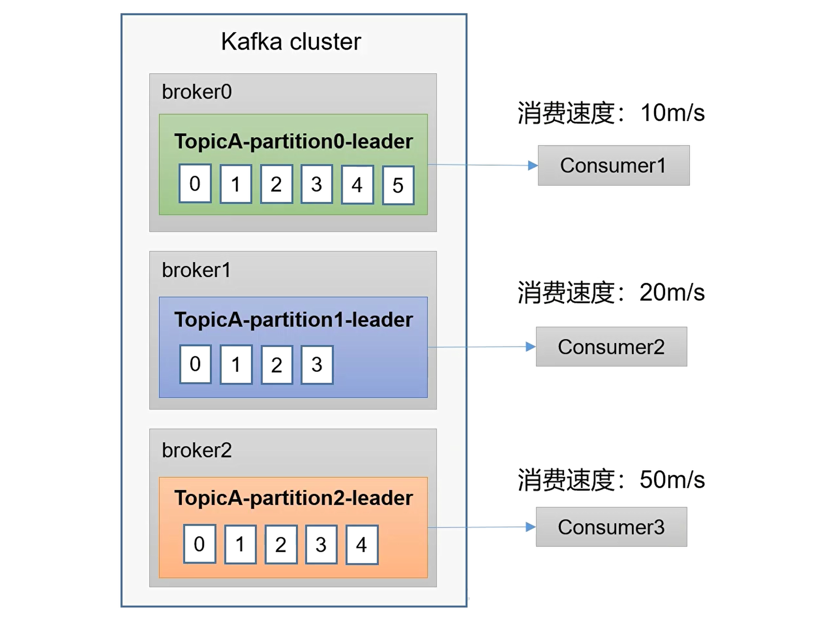 Kafka cluster
broker0
TopicA-partition0-leader
0 1 2 3 4 5
消费速度：10m/s
Consumer1
broker1
TopicA-partition1-leader
0 1 2 3
消费速度：20m/s
Consumer2
broker2
TopicA-partition2-leader
0 1 2 3 4
消费速度：50m/s
Consumer3